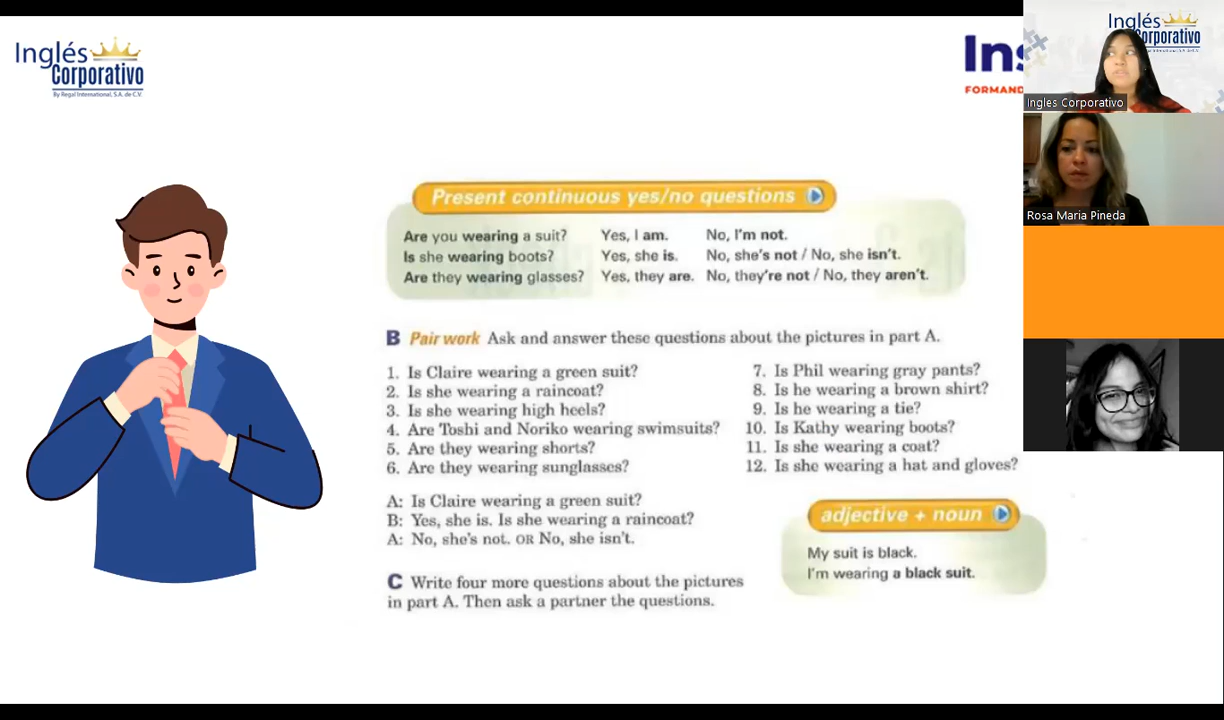 Inglés
Corporativo
By Regal International, S.A. de C.V.
Ins
FORMAND
Present continuous yes/no questions
Are you wearing a suit? Yes, I am. No, I'm not.
Is she wearing boots? Yes, she is. No, she's not / No, she isn't.
Are they wearing glasses? Yes, they are. No, they're not / No, they aren't.
B Pair work Ask and answer these questions about the pictures in part A.
1. Is Claire wearing a green suit?
2. Is she wearing a raincoat?
3. Is she wearing high heels?
4. Are Toshi and Noriko wearing swimsuits?
5. Are they wearing shorts?
6. Are they wearing sunglasses?
7. Is Phil wearing gray pants?
8. Is he wearing a brown shirt?
9. Is he wearing a tie?
10. Is Kathy wearing boots?
11. Is she wearing a coat?
12. Is she wearing a hat and gloves?
A: Is Claire wearing a green suit?
B: Yes, she is. Is she wearing a raincoat?
A: No, she's not. OR No, she isn't.
adjective + noun
My suit is black.
I'm wearing a black suit.
C Write four more questions about the pictures
in part A. Then ask a partner the questions.
Inglés
Corporativo
Ingles Corporativo
Rosa Maria Pineda